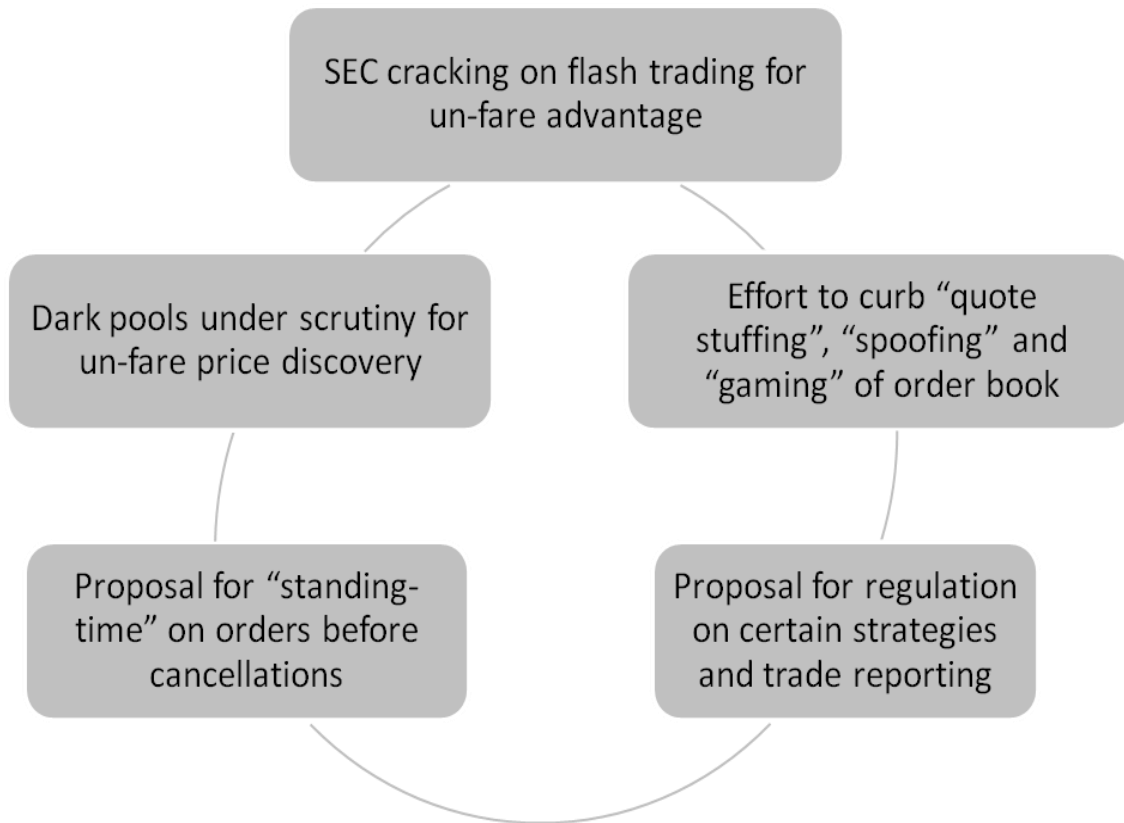 SEC cracking on flash trading for
un-fare advantage
Dark pools under scrutiny for
un-fare price discovery
Effort to curb “quote
stuffing”, “spoofing” and
“gaming” of order book
Proposal for “standing-
time” on orders before
cancellations
Proposal for regulation
on certain strategies
and trade reporting